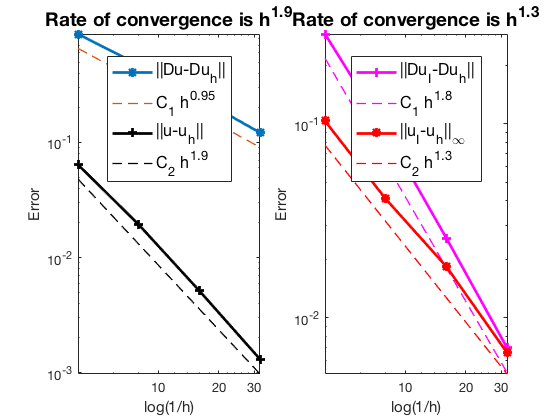 Rate of convergence is h^1.9
Error
10^-1
10^-2
10^-3
||Du-Du_h||
C_1 h^0.95
||u-u_h||
C_2 h^1.9
10
20
30
log(1/h)
Rate of convergence is h^1.3
Error
10^-1
10^-2
||Du_I-Du_h||
C_1 h^1.8
||u_I-u_h||_∞
C_2 h^1.3
10
20
30
log(1/h)